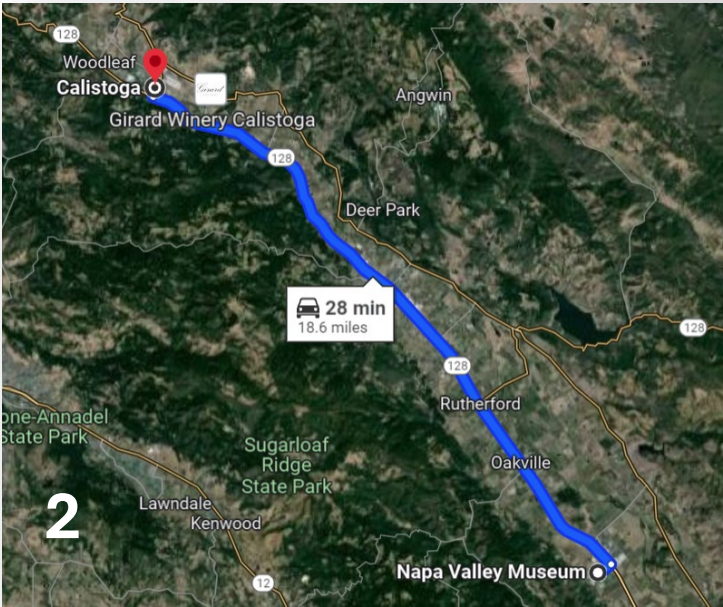 128
Woodleaf
Calistoga
Girard
Girard Winery Calistoga
Angwin
128
Deer Park
28 min
18.6 miles
128
128
Rutherford
one-Annadel
State Park
Sugarloaf
Ridge
State Park
Oakville
2
Lawndale
Kenwood
Napa Valley Museum
12